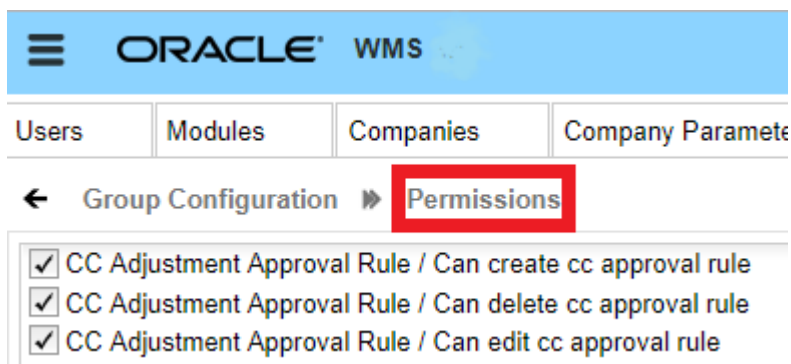 ORACLE WMS
Users Modules Companies Company Paramete
Group Configuration Permissions
CC Adjustment Approval Rule / Can create cc approval rule
CC Adjustment Approval Rule / Can delete cc approval rule
CC Adjustment Approval Rule / Can edit cc approval rule